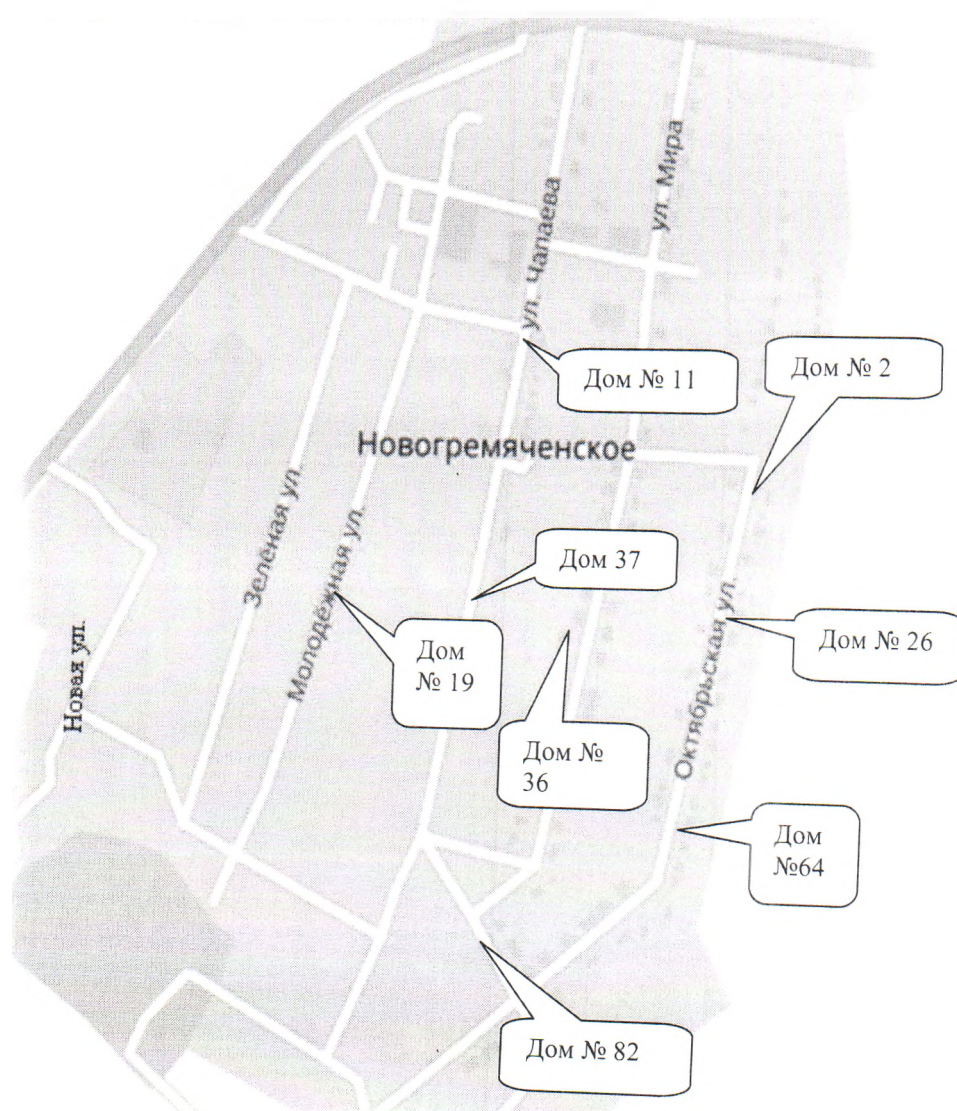 ул. Мира
ул. Чапаева
Дом № 11
Дом № 2
Новогремяченское
Зеленая ул.
Молодёжная ул.
Дом 37
Дом
№ 19
Октябрьская ул.
Дом № 26
Новая ул.
Дом №
36
Дом
№64
Дом № 82